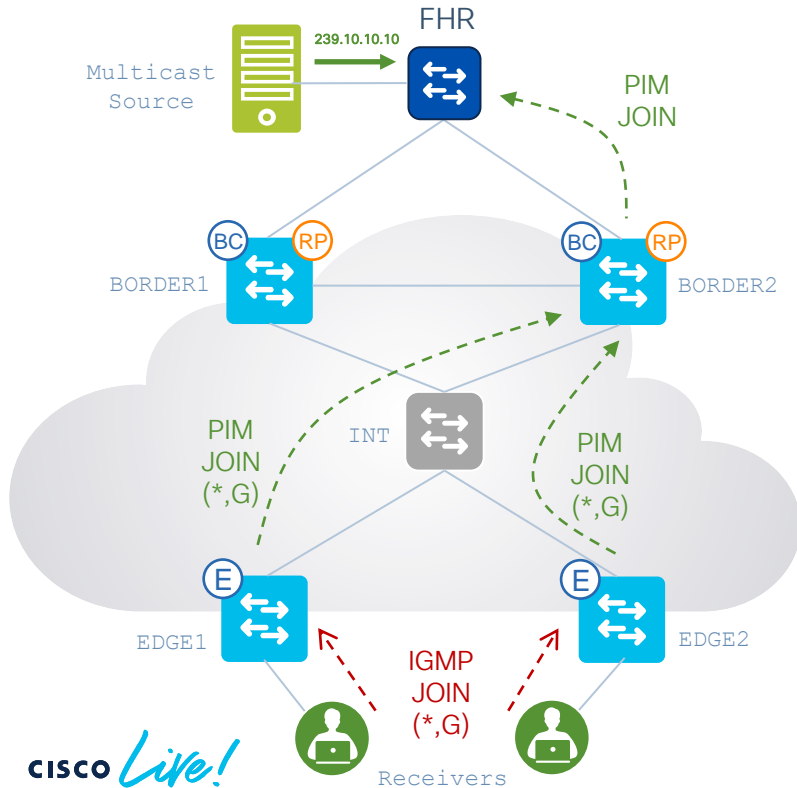 FHR
239.10.10.10
Multicast
Source
PIM
JOIN
BC
RP
BC
RP
BORDER1
BORDER2
INT
PIM
JOIN
(*,G)
PIM
JOIN
(*,G)
E
E
EDGE1
EDGE2
IGMP
JOIN
(*,G)
Receivers
CISCO Live!